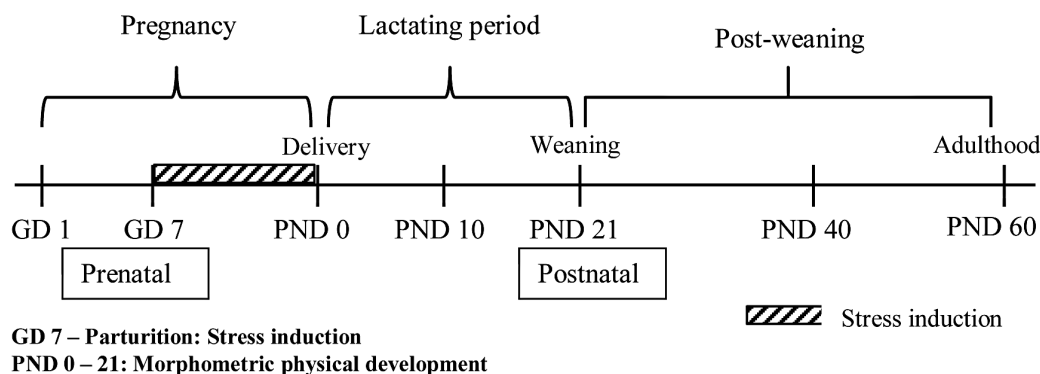 Pregnancy
Lactating period
Post-weaning
Delivery
Weaning
Adulthood
GD 1
GD 7
PND 0
PND 10
PND 21
PND 40
PND 60
Prenatal
Postnatal
Stress induction
GD 7 – Parturition: Stress induction
PND 0 – 21: Morphometric physical development